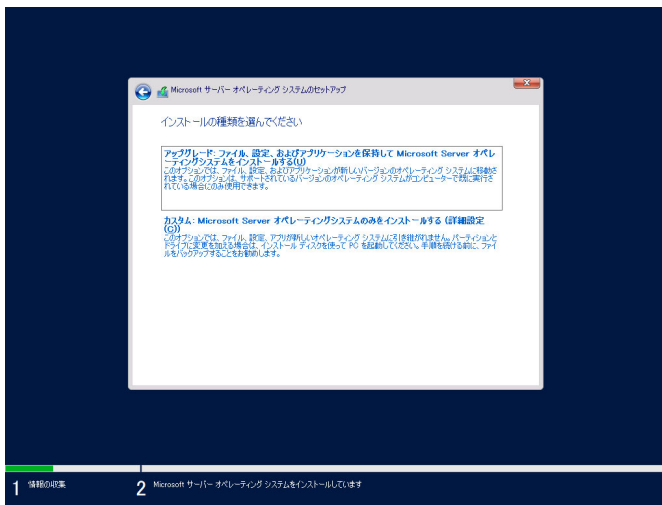 Microsoft サーバー オペレーティング システムのセットアップ
インストールの種類を選んでください
アップグレード: ファイル、設定、およびアプリケーションを保持して Microsoft Server オペレ
ーティングシステムをインストールする(U)
このオプションでは、ファイル、設定、およびアプリケーションが新しいバージョンのオペレーティング システムに移動さ
れます。このオプションは、サポートされているバージョンのオペレーティング システムがコンピューターで既に実行さ
れている場合にのみ使用できます。
カスタム: Microsoft Server オペレーティングシステムのみをインストールする (詳細設定
(C))
このオプションでは、ファイル、設定、アプリが新しいオペレーティング システムに引き継がれません。パーティションと
ドライブに変更を加える場合は、インストール ディスクを使って PC を起動してください。手順を続ける前に、ファイ
ルをバックアップすることをお勧めします。
1 情報の収集
2 Microsoft サーバー オペレーティング システムをインストールしています